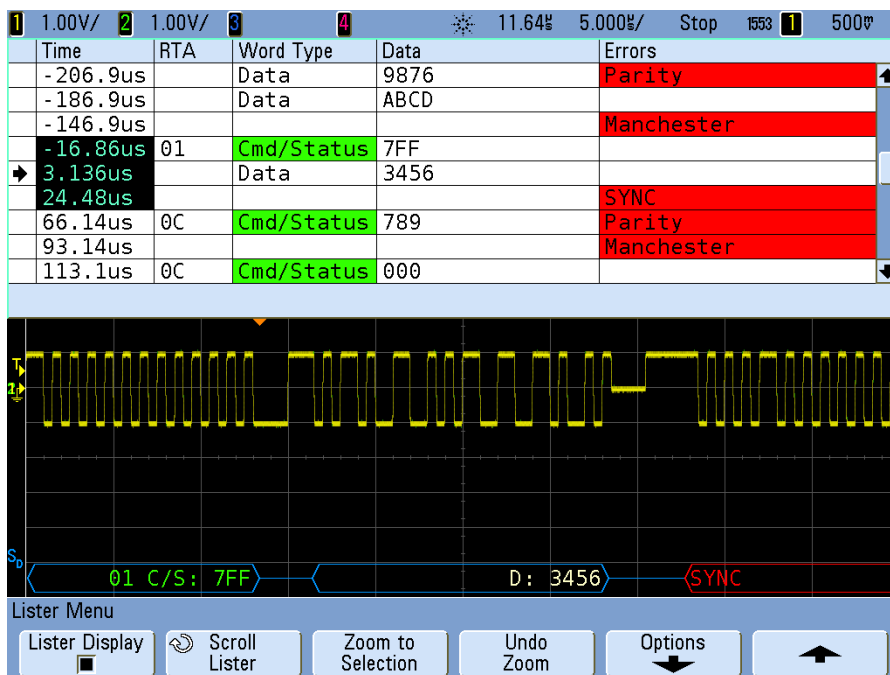 1 1.00V/ 2 1.00V/ 3 4 11.64µs 5.000µs/ Stop 1553 1 500mV
Time RTA Word Type Data Errors
-206.9us Data 9876 Parity
-186.9us Data ABCD
-146.9us Manchester
-16.86us 01 Cmd/Status 7FF
3.136us Data 3456
24.48us SYNC
66.14us 0C Cmd/Status 789 Parity
93.14us Manchester
113.1us 0C Cmd/Status 000
T
SD
01 C/S: 7FF D: 3456 SYNC
Lister Menu
Lister Display Scroll Lister Zoom to Selection Undo Zoom Options